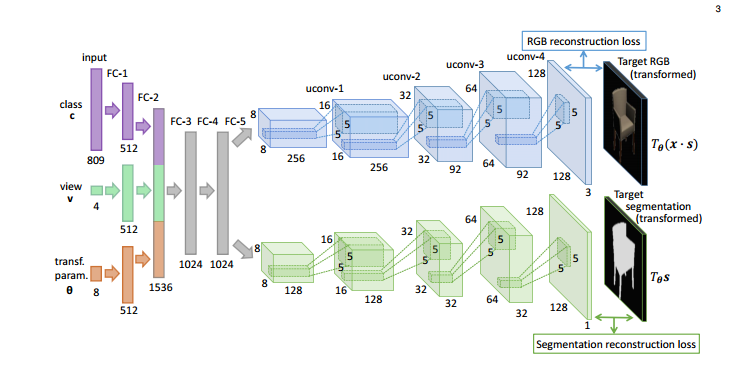 3
RGB reconstruction loss
input
FC-1
FC-2
FC-3 FC-4 FC-5
uconv-1
uconv-2
uconv-3
uconv-4
Target RGB
(transformed)
class
c
809
512
view
v
4
512
transf.
param.
θ
8
512
1536
1024 1024
8
8
256
16
5
5
16
256
32
5
5
32
92
64
5
5
64
92
128
5
5
128
3
Tθ(x · s)
8
8
128
16
5
5
16
128
32
5
5
32
32
64
5
5
64
32
128
5
5
128
1
Target
segmentation
(transformed)
Tθs
Segmentation reconstruction loss